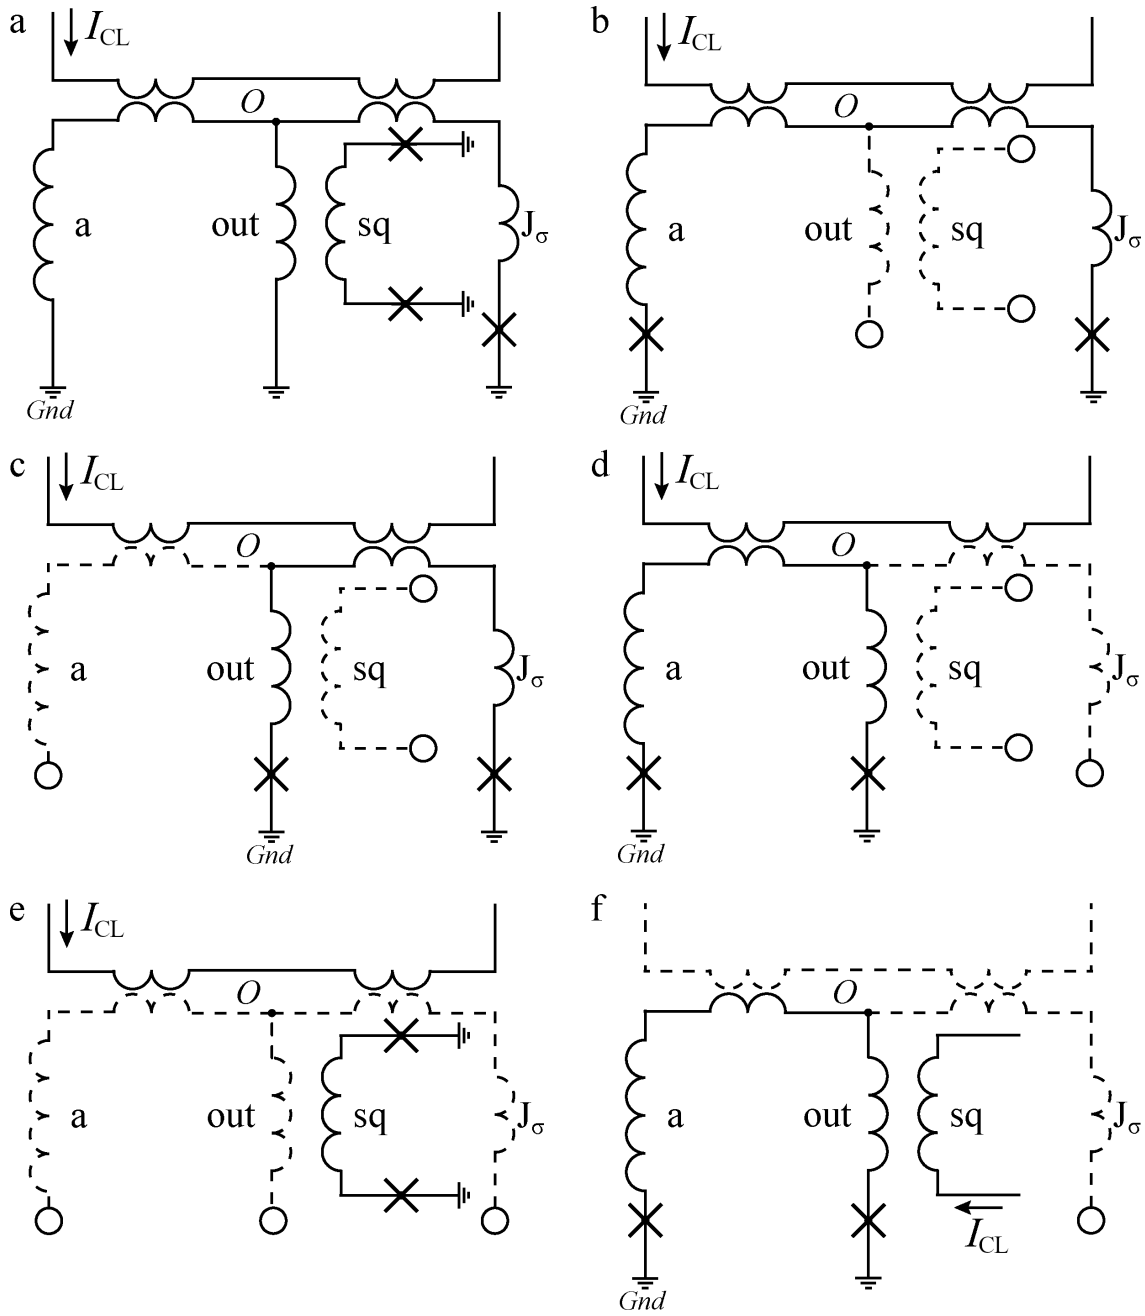 a
I_CL
O
a
out
sq
J_σ
Gnd
b
I_CL
O
a
out
sq
J_σ
Gnd
c
I_CL
O
a
out
sq
J_σ
Gnd
d
I_CL
O
a
out
sq
J_σ
Gnd
e
I_CL
O
a
out
sq
J_σ
f
O
a
out
sq
J_σ
I_CL
Gnd